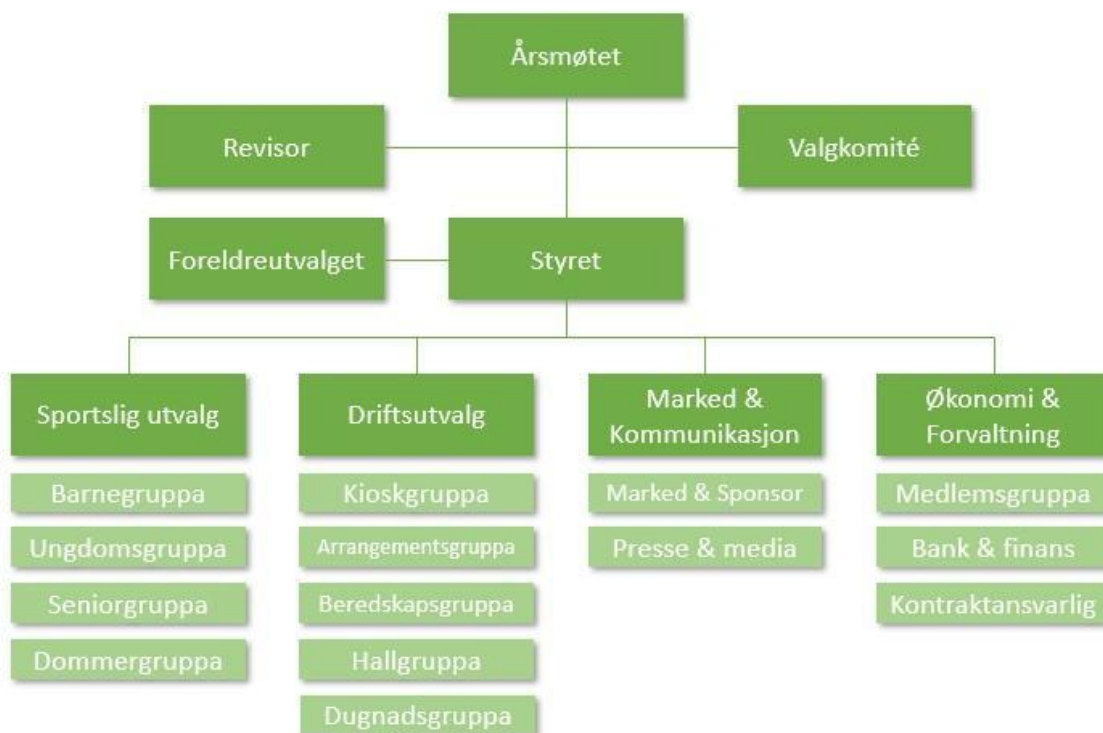 Årsmøtet
Revisor
Valgkomité
Foreldreutvalget
Styret
Sportslig utvalg
Barnegruppa
Ungdomsgruppa
Seniorgruppa
Dommergruppa
Driftsutvalg
Kioskgruppa
Arrangementsgruppa
Beredskapsgruppa
Hallgruppa
Dugnadsgruppa
Marked &
Kommunikasjon
Marked & Sponsor
Presse & media
Økonomi &
Forvaltning
Medlemsgruppa
Bank & finans
Kontraktansvarlig